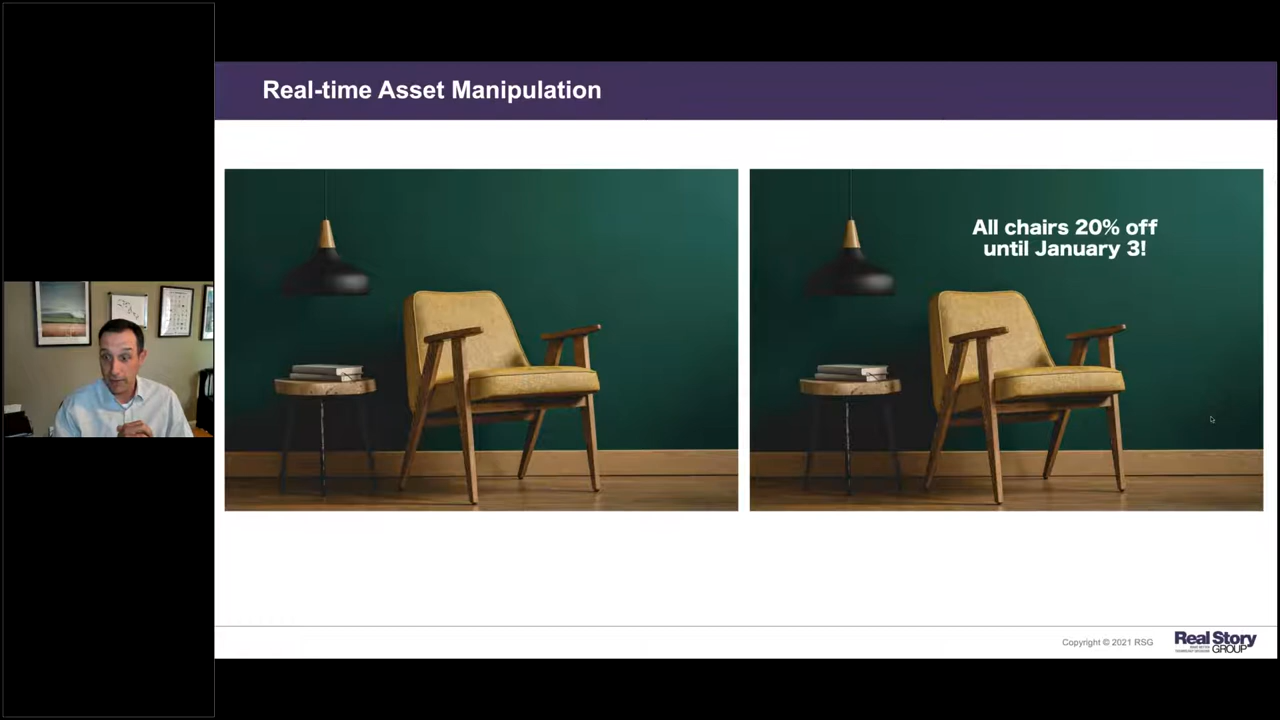 Real-time Asset Manipulation
All chairs 20% off
until January 3!
Copyright © 2021 RSG
Real Story
GROUP